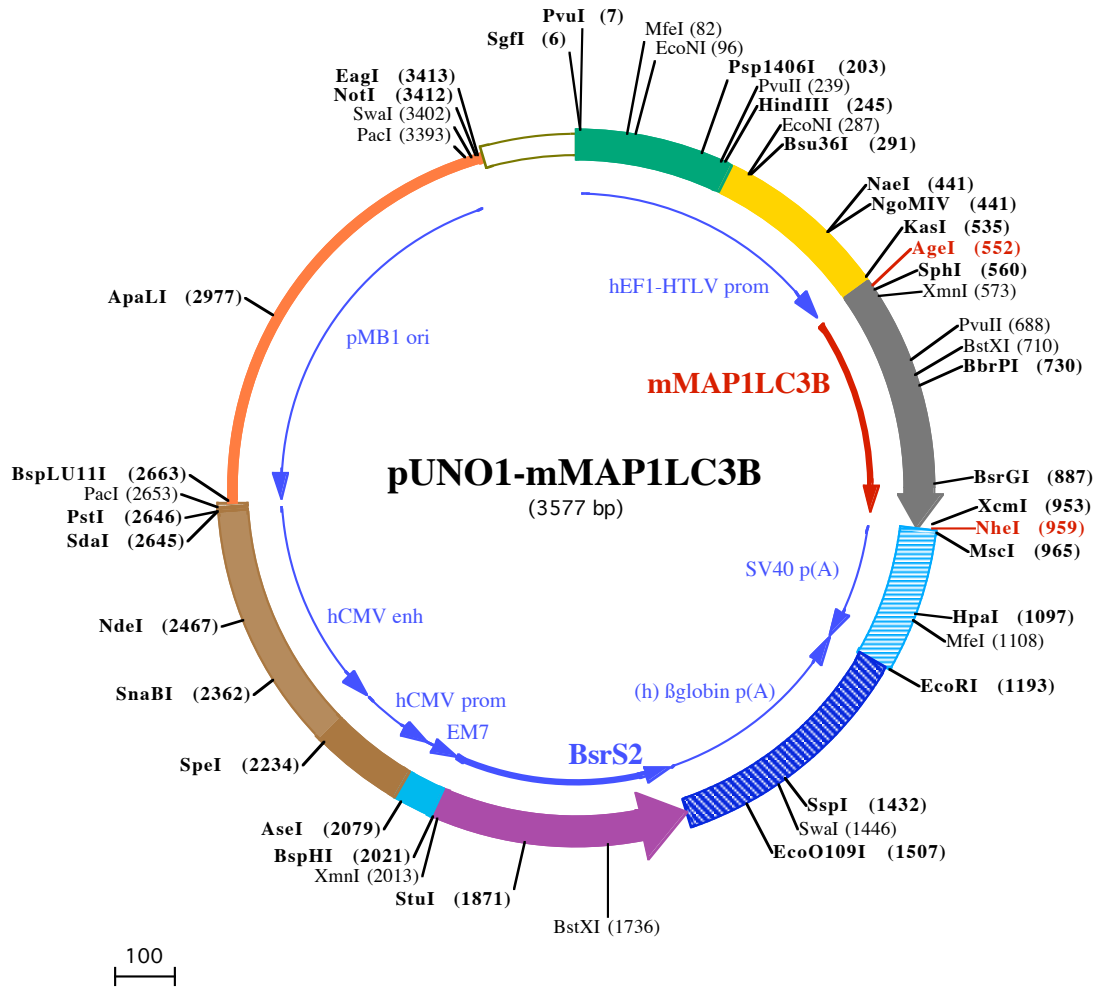 PvuI (7)
SgfI (6)
MfeI (82)
EcoNI (96)
Psp1406I (203)
PvuII (239)
HindIII (245)
EcoNI (287)
Bsu36I (291)
NaeI (441)
NgoMIV (441)
KasI (535)
AgeI (552)
SphI (560)
XmnI (573)
PvuII (688)
BstXI (710)
BbrPI (730)
BsrGI (887)
XcmI (953)
NheI (959)
MscI (965)
HpaI (1097)
MfeI (1108)
EcoRI (1193)
SspI (1432)
SwaI (1446)
EcoO109I (1507)
BstXI (1736)
StuI (1871)
XmnI (2013)
BspHI (2021)
AseI (2079)
SpeI (2234)
SnaBI (2362)
NdeI (2467)
SdaI (2645)
PstI (2646)
PacI (2653)
BspLU11I (2663)
ApaLI (2977)
PacI (3393)
SwaI (3402)
NotI (3412)
EagI (3413)
hEF1-HTLV prom
mMAP1LC3B
SV40 p(A)
(h) ßglobin p(A)
BsrS2
EM7
hCMV prom
hCMV enh
pMB1 ori
pUNO1-mMAP1LC3B
(3577 bp)
100